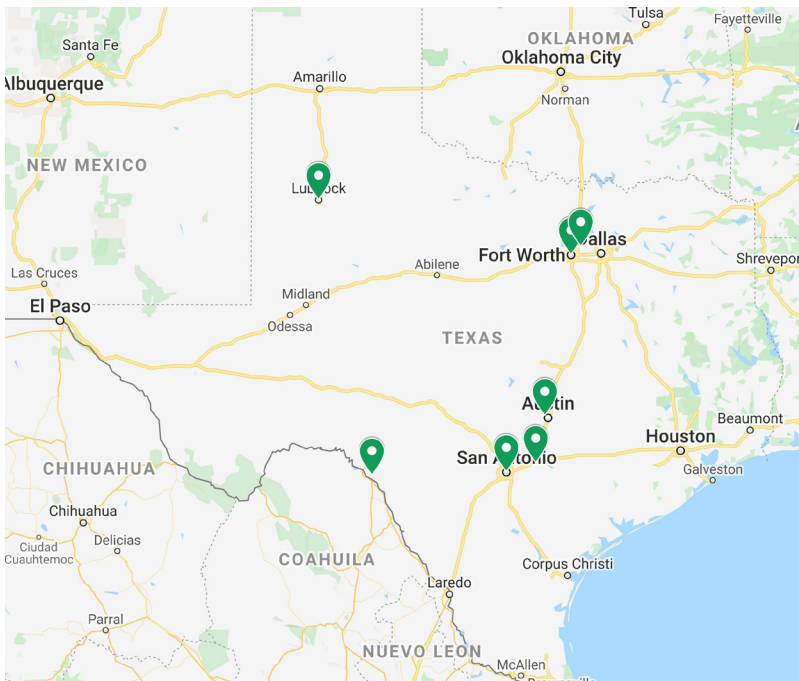 Tulsa
Fayetteville
OKLAHOMA
Santa Fe
Oklahoma City
Amarillo
Albuquerque
Norman
NEW MEXICO
Lubbock
Dallas
Fort Worth
Abilene
Shrevepor
Las Cruces
Midland
El Paso
Odessa
TEXAS
Austin
Beaumont
Houston
San Antonio
CHIHUAHUA
Galveston
Chihuahua
Delicias
Ciudad
Cuauhtemoc
COAHUILA
Corpus Christi
Laredo
Parral
NUEVO LEON
McAllen